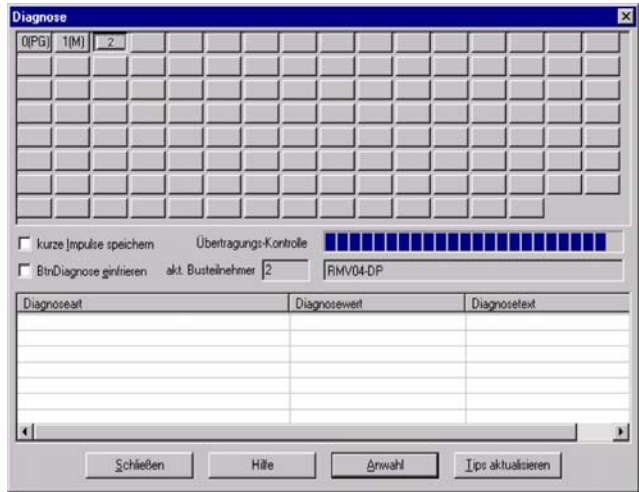 Diagnose
0(PG) 1(M) 2
kurze Impulse speichern Übertragungs-Kontrolle
BtnDiagnose einfrieren akt. Busteilnehmer 2 RMV04-DP
Diagnoseart Diagnosewert Diagnosetext
Schließen Hilfe Anwahl Tips aktualisieren